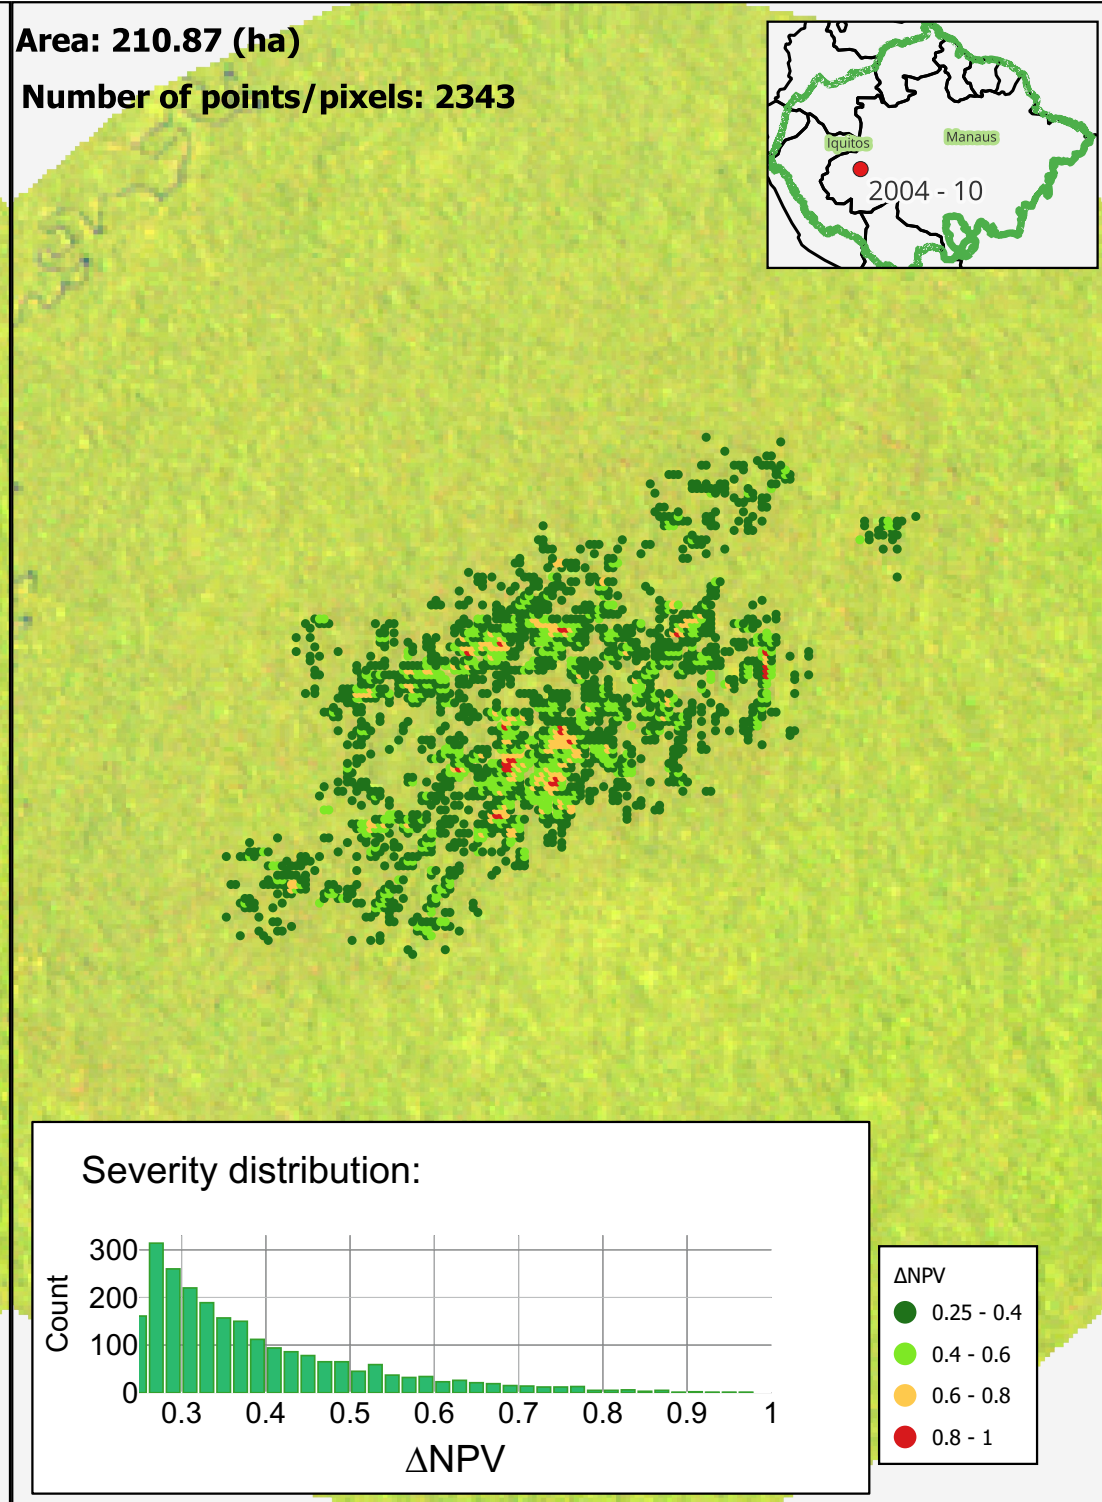 Area: 210.87 (ha)
Number of points/pixels: 2343
Iquitos
Manaus
2004 - 10
Severity distribution:
Count
300
200
100
0
0.3 0.4 0.5 0.6 0.7 0.8 0.9 1
ΔNPV
ΔNPV
0.25 - 0.4
0.4 - 0.6
0.6 - 0.8
0.8 - 1